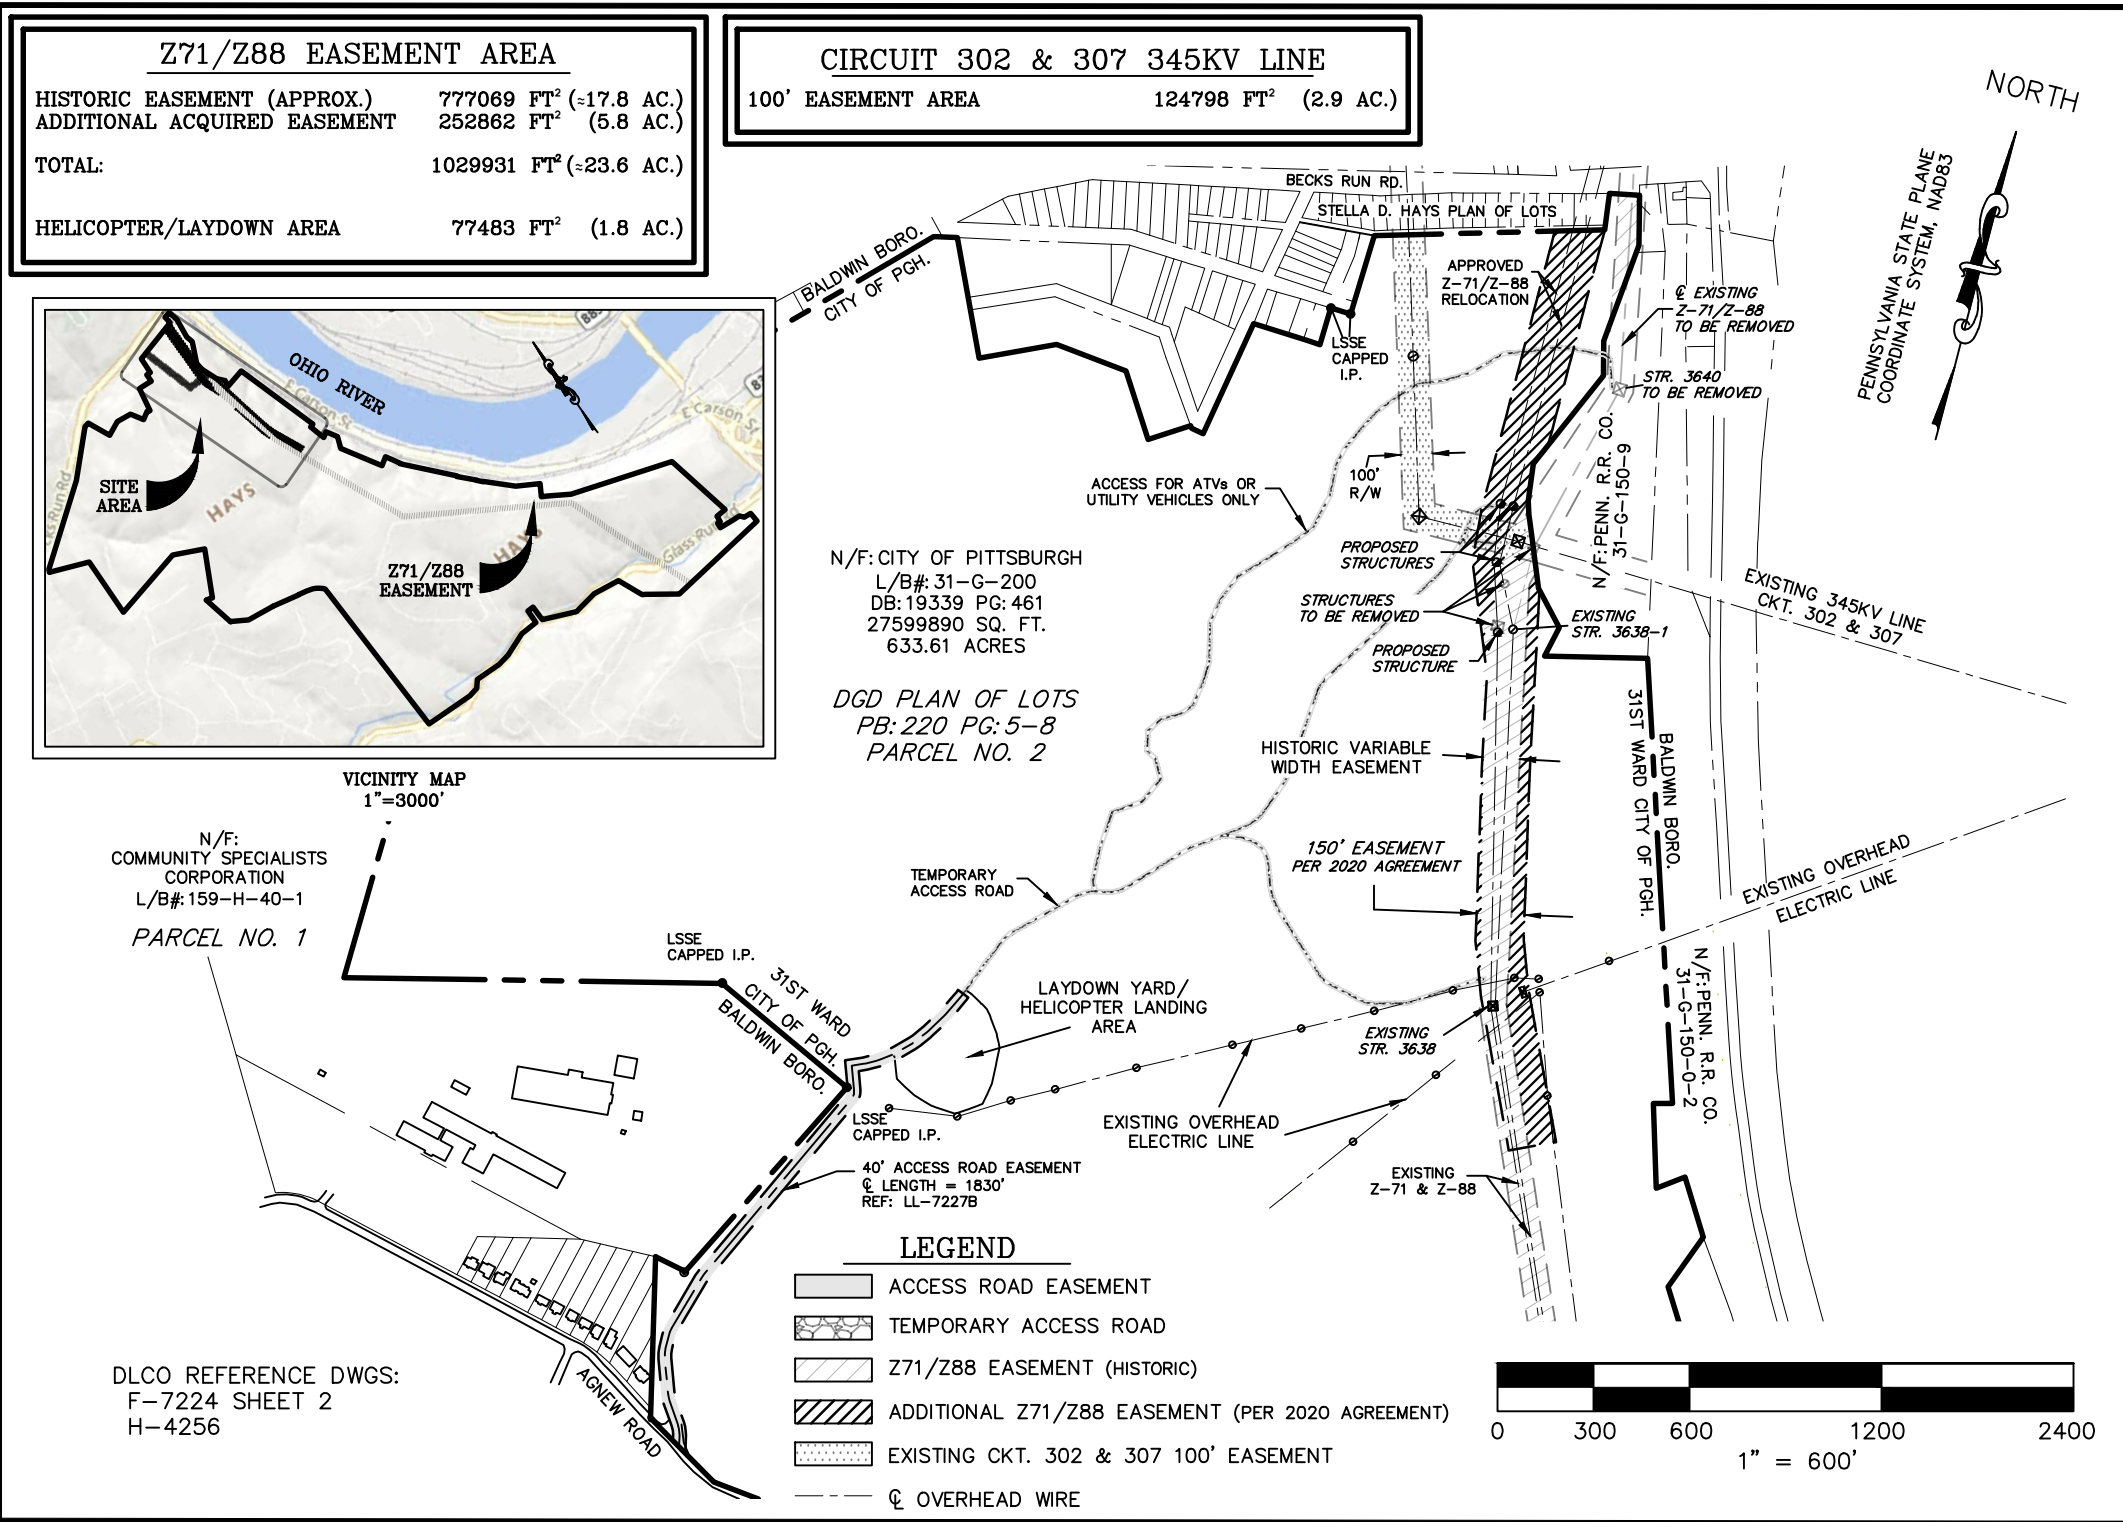 Z71/Z88 EASEMENT AREA
HISTORIC EASEMENT (APPROX.) 777069 FT² (≈17.8 AC.)
ADDITIONAL ACQUIRED EASEMENT 252862 FT² (5.8 AC.)
TOTAL: 1029931 FT² (≈23.6 AC.)
HELICOPTER/LAYDOWN AREA 77483 FT² (1.8 AC.)
CIRCUIT 302 & 307 345KV LINE
100' EASEMENT AREA 124798 FT² (2.9 AC.)
NORTH
PENNSYLVANIA STATE PLANE
COORDINATE SYSTEM, NAD83
BECKS RUN RD.
STELLA D. HAYS PLAN OF LOTS
BALDWIN BORO.
CITY OF PGH.
APPROVED
Z-71/Z-88
RELOCATION
℄ EXISTING
Z-71/Z-88
TO BE REMOVED
LSSE
CAPPED
I.P.
STR. 3640
TO BE REMOVED
OHIO RIVER
E Carson St
E Carson St
885
HAYS
HAYS
Glass Run Rd
SITE
AREA
Z71/Z88
EASEMENT
VICINITY MAP
1"=3000'
ACCESS FOR ATVs OR
UTILITY VEHICLES ONLY
100'
R/W
N/F: PENN. R.R. CO.
31-G-150-9
N/F: CITY OF PITTSBURGH
L/B#: 31-G-200
DB: 19339 PG: 461
27599890 SQ. FT.
633.61 ACRES
DGD PLAN OF LOTS
PB: 220 PG: 5-8
PARCEL NO. 2
PROPOSED
STRUCTURES
STRUCTURES
TO BE REMOVED
PROPOSED
STRUCTURE
EXISTING
STR. 3638-1
EXISTING 345KV LINE
CKT. 302 & 307
HISTORIC VARIABLE
WIDTH EASEMENT
BALDWIN BORO.
31ST WARD CITY OF PGH.
150' EASEMENT
PER 2020 AGREEMENT
EXISTING OVERHEAD
ELECTRIC LINE
N/F:
COMMUNITY SPECIALISTS
CORPORATION
L/B#: 159-H-40-1
PARCEL NO. 1
TEMPORARY
ACCESS ROAD
LSSE
CAPPED I.P.
31ST WARD
CITY OF PGH.
BALDWIN BORO.
LAYDOWN YARD/
HELICOPTER LANDING
AREA
EXISTING
STR. 3638
N/F: PENN. R.R. CO.
31-G-150-0-2
LSSE
CAPPED I.P.
EXISTING OVERHEAD
ELECTRIC LINE
40' ACCESS ROAD EASEMENT
℄ LENGTH = 1830'
REF: LL-7227B
EXISTING
Z-71 & Z-88
AGNEW ROAD
DLCO REFERENCE DWGS:
F-7224 SHEET 2
H-4256
LEGEND
ACCESS ROAD EASEMENT
TEMPORARY ACCESS ROAD
Z71/Z88 EASEMENT (HISTORIC)
ADDITIONAL Z71/Z88 EASEMENT (PER 2020 AGREEMENT)
EXISTING CKT. 302 & 307 100' EASEMENT
℄ OVERHEAD WIRE
0 300 600 1200 2400
1" = 600'